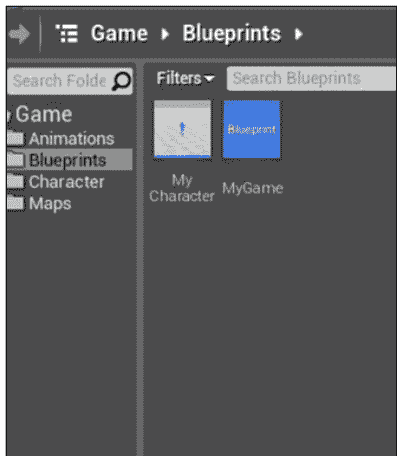 Game Blueprints
Search Folde
Filters
Search Blueprints
Game
Animations
Blueprints
Character
Maps
Blueprint
My
Character
MyGame